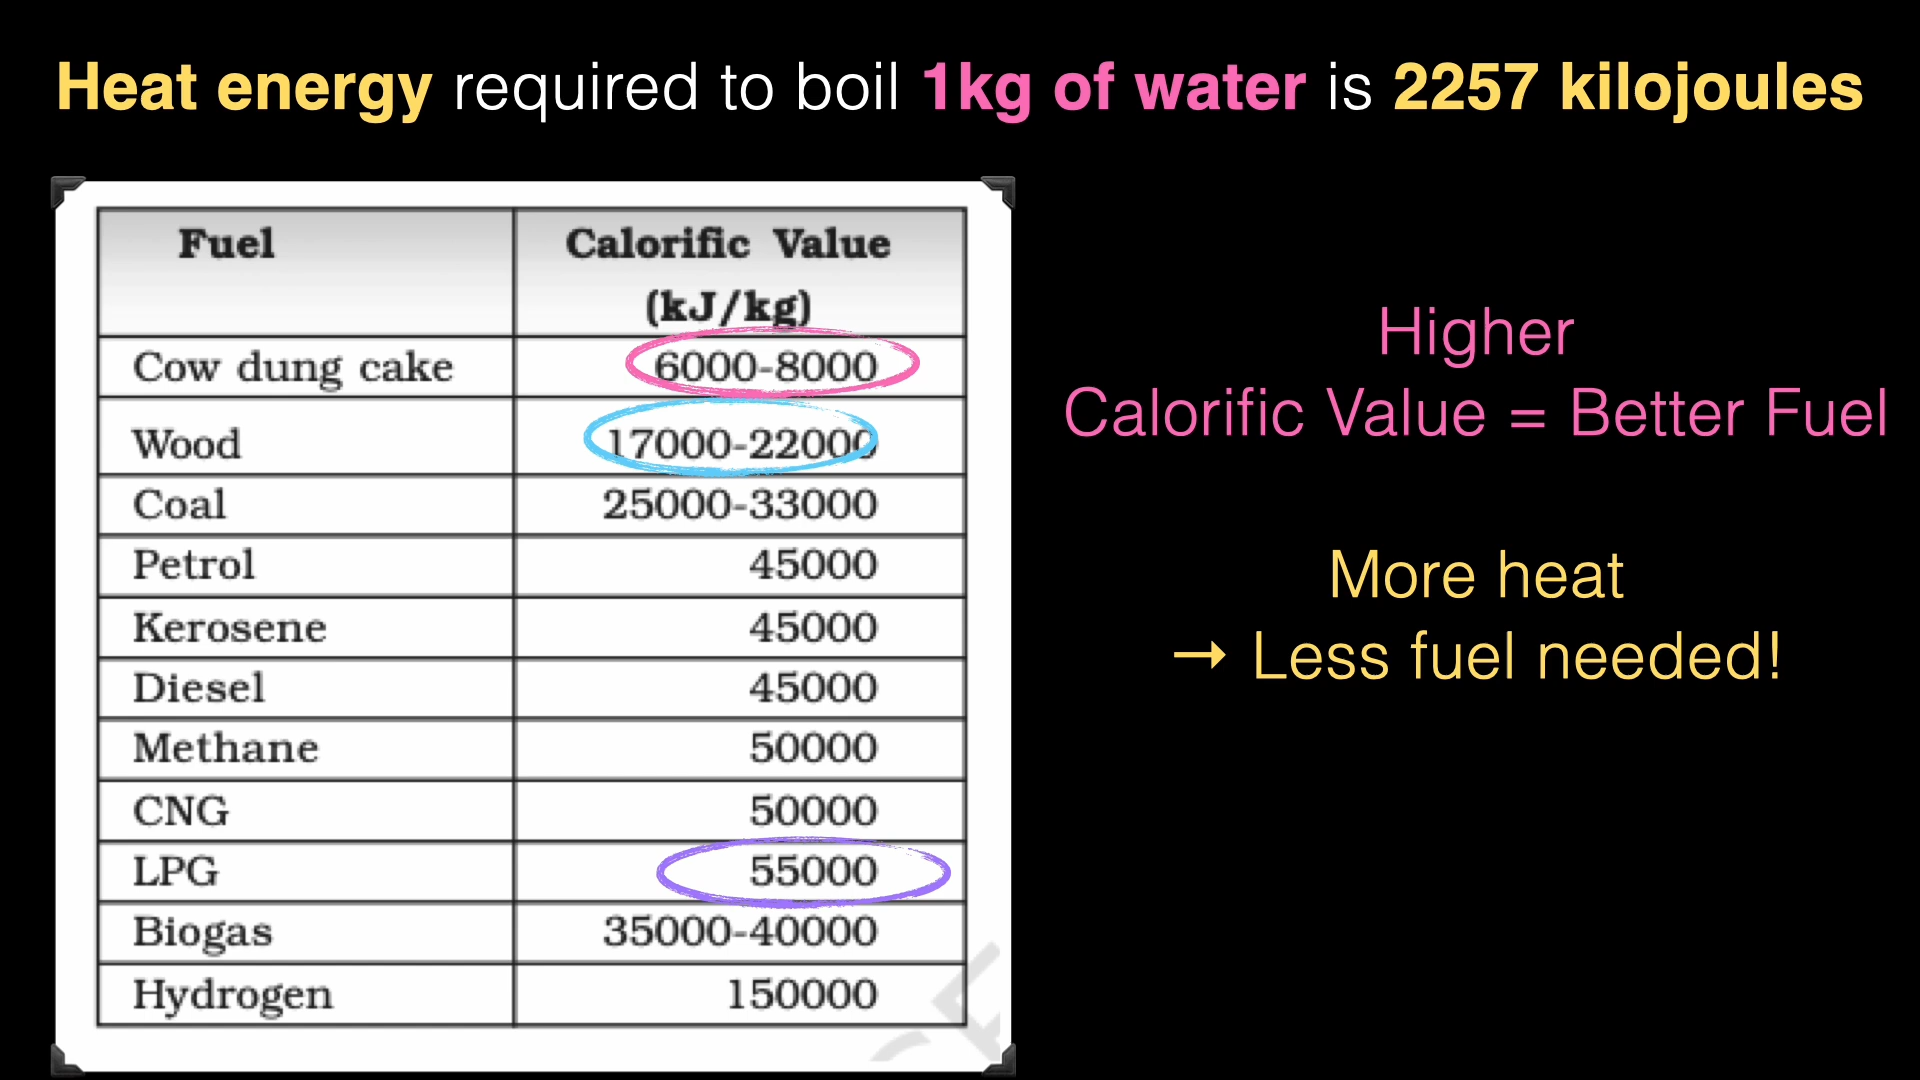 Heat energy required to boil 1kg of water is 2257 kilojoules
Fuel Calorific Value
(kJ/kg)
Cow dung cake 6000-8000
Wood 17000-22000
Coal 25000-33000
Petrol 45000
Kerosene 45000
Diesel 45000
Methane 50000
CNG 50000
LPG 55000
Biogas 35000-40000
Hydrogen 150000
Higher
Calorific Value = Better Fuel
More heat
→ Less fuel needed!